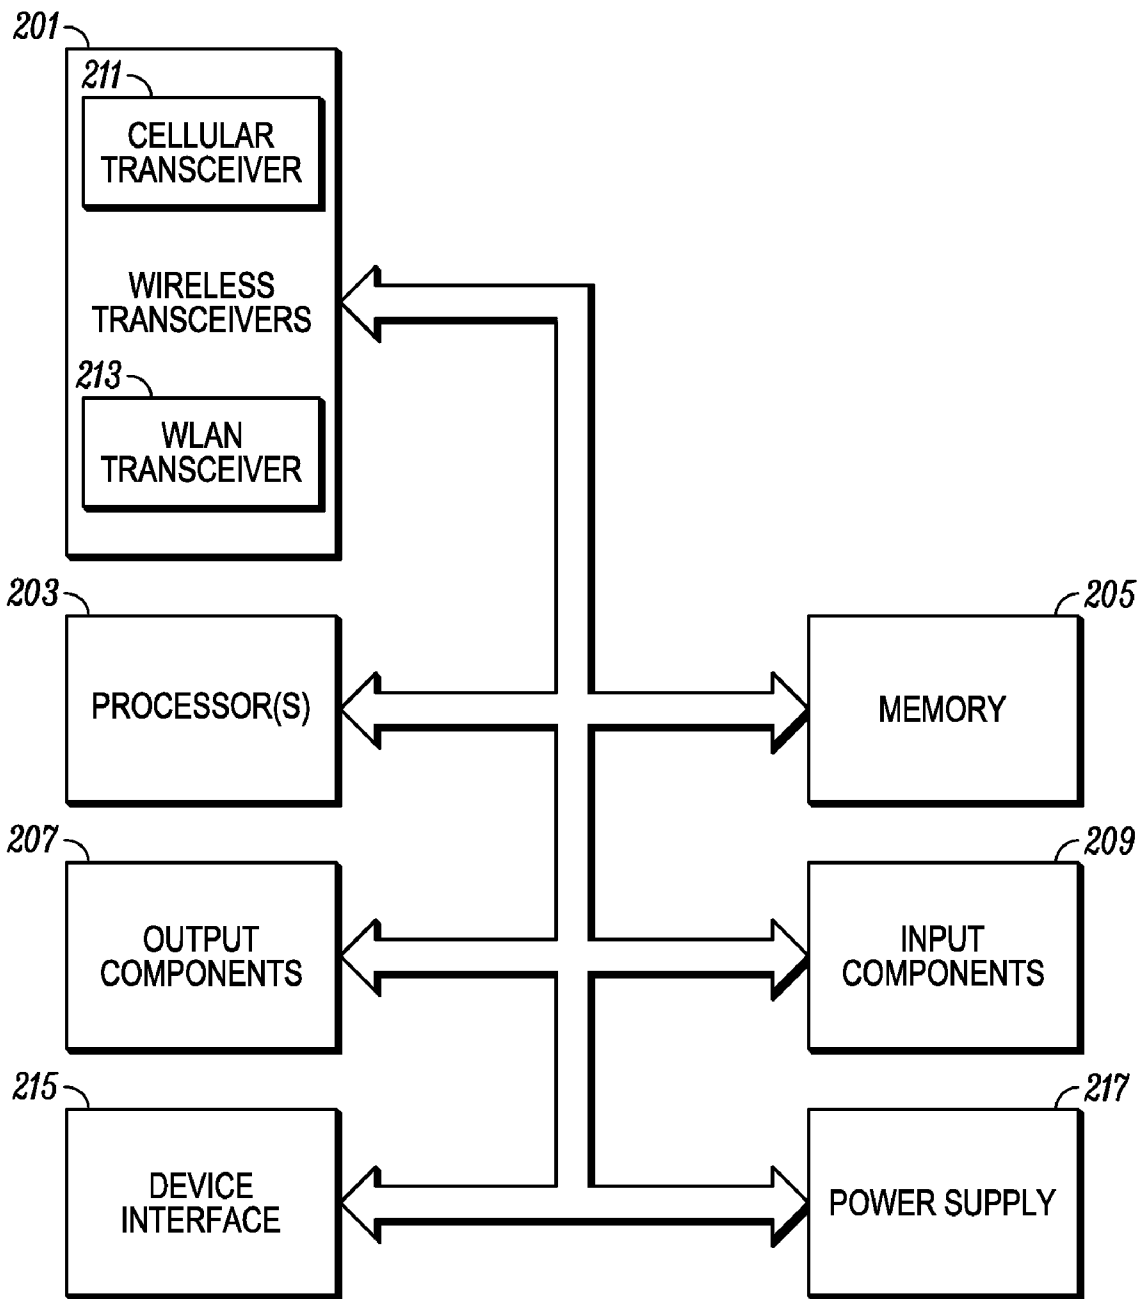 201
211
CELLULAR
TRANSCEIVER
WIRELESS
TRANSCEIVERS
213
WLAN
TRANSCEIVER
203
PROCESSOR(S)
205
MEMORY
207
OUTPUT
COMPONENTS
209
INPUT
COMPONENTS
215
DEVICE
INTERFACE
217
POWER SUPPLY